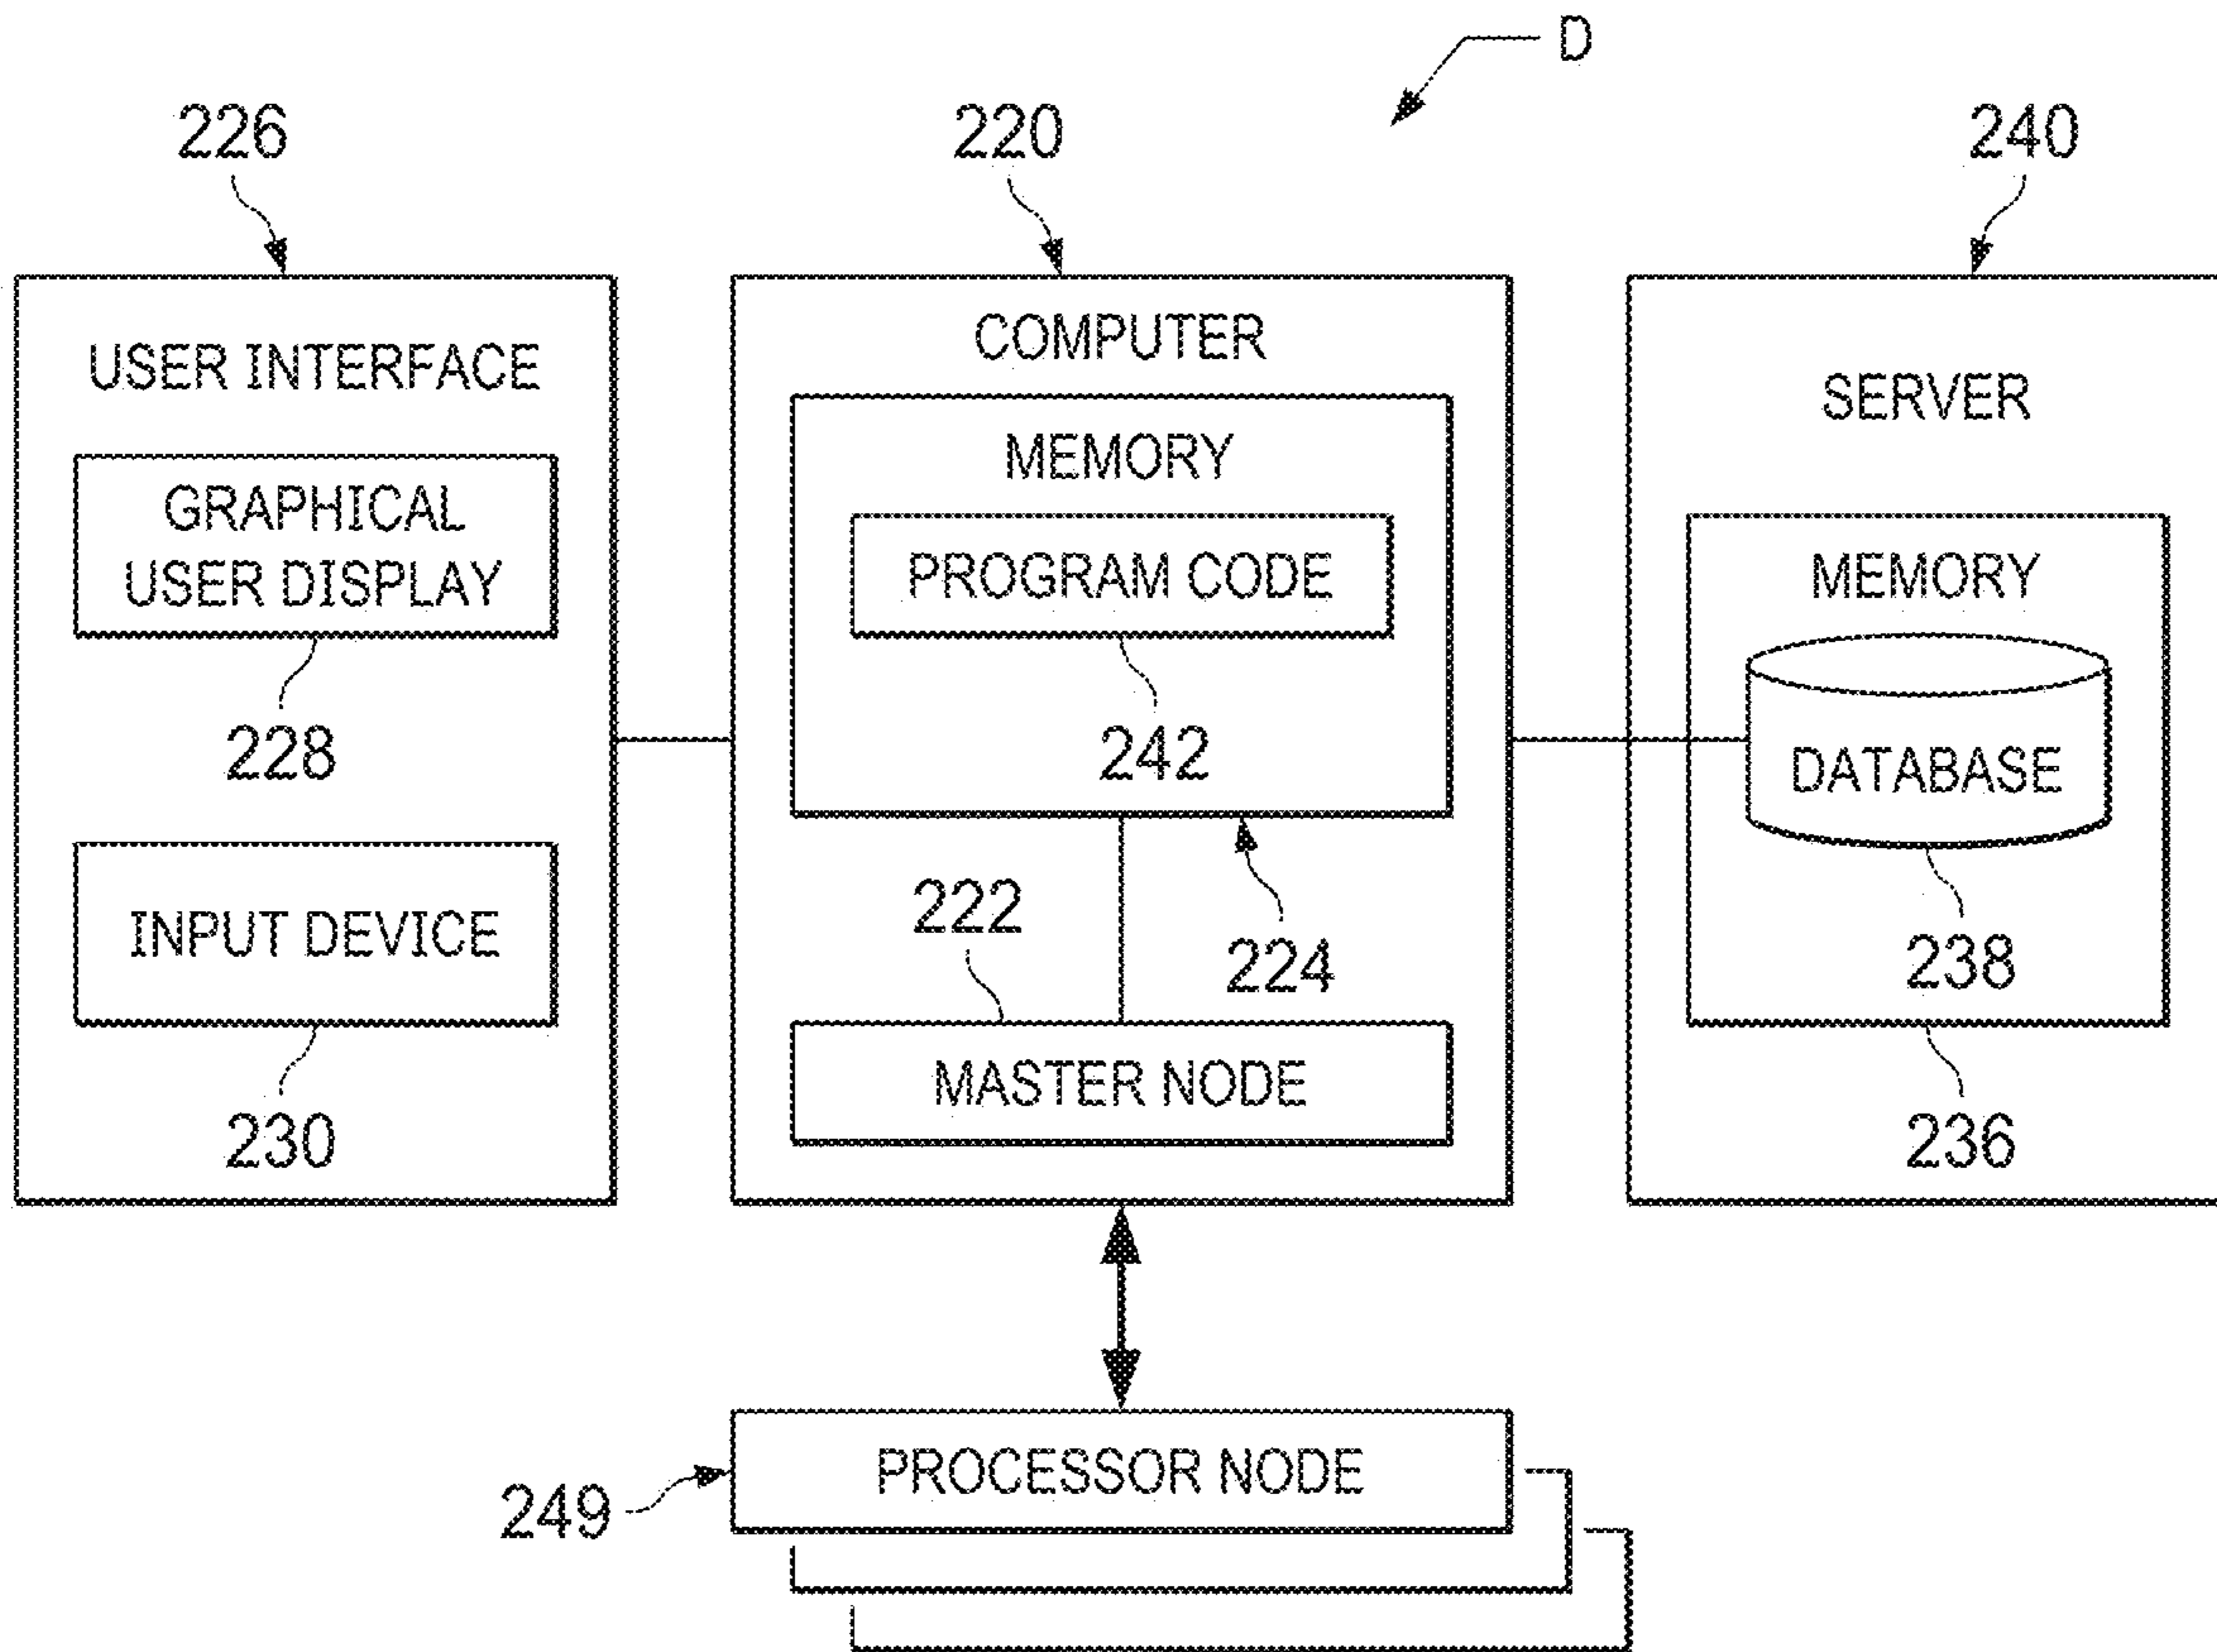 D
226
220
240
USER INTERFACE
GRAPHICAL
USER DISPLAY
228
INPUT DEVICE
230
COMPUTER
MEMORY
PROGRAM CODE
242
224
222
MASTER NODE
SERVER
MEMORY
DATABASE
238
236
PROCESSOR NODE
249